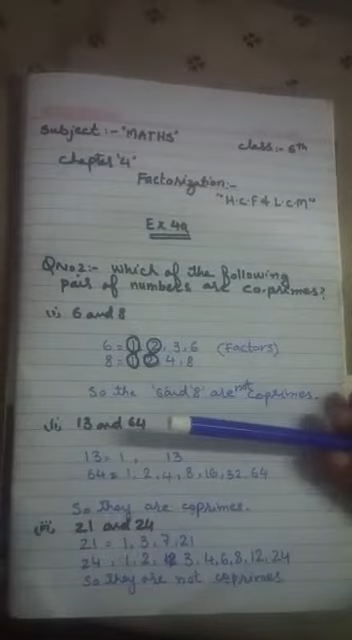 Subject:- "MATHS"
class:- 6th
Chapter "4"
Factorization:-
"H.C.F & L.C.M"
Ex 4a
QNo2:- Which of the following
pair of numbers are co.primes?
(i) 6 and 8
6 = 1, 2, 3, 6 (Factors)
8 = 1, 2, 4, 8
So the '6 and 8' are not coprimes.
(ii) 13 and 64
13 = 1, 13
64 = 1, 2, 4, 8, 16, 32, 64
So they are coprimes.
(iii) 21 and 24
21 = 1, 3, 7, 21
24 = 1, 2, 3, 4, 6, 8, 12, 24
So they are not coprimes